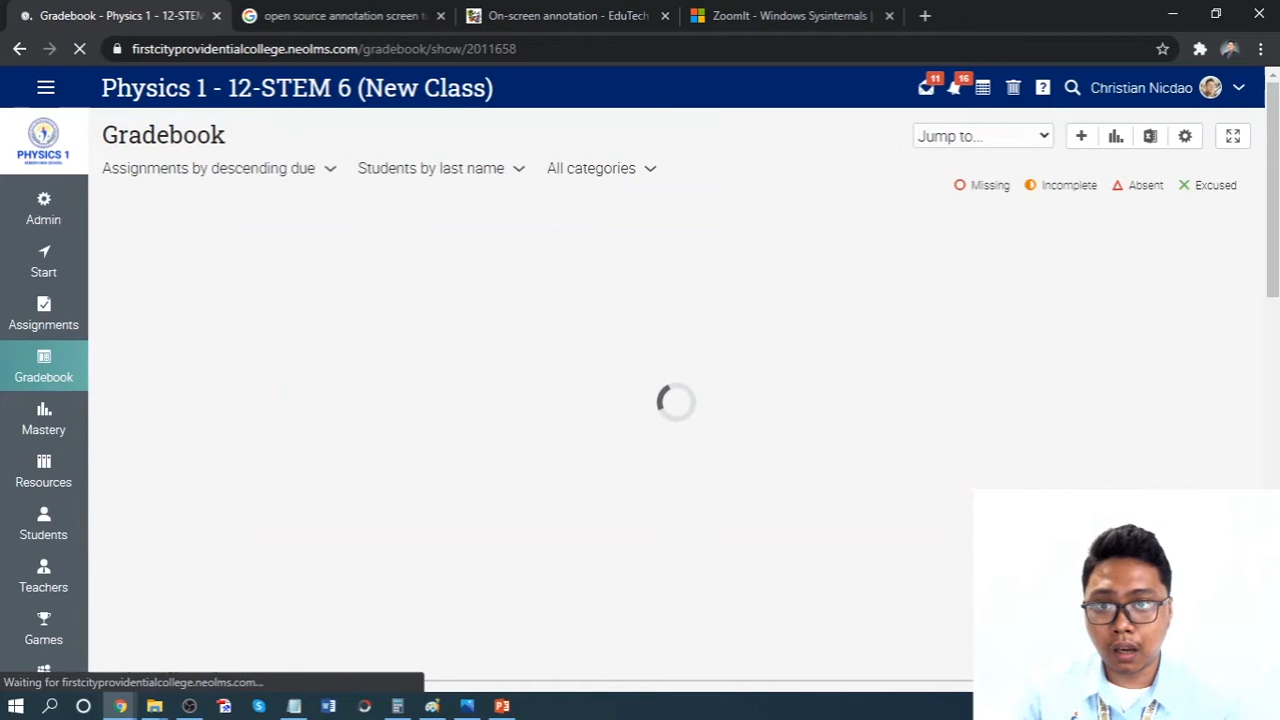 Gradebook - Physics 1 - 12-STEM
open source annotation screen t
On-screen annotation - EduTech
ZoomIt - Windows Sysinternals |
firstcityprovidentialcollege.neolms.com/gradebook/show/2011658
Physics 1 - 12-STEM 6 (New Class)
11
15
Christian Nicdao
PHYSICS 1
Gradebook
Jump to...
Assignments by descending due
Students by last name
All categories
Missing
Incomplete
Absent
Excused
Admin
Start
Assignments
Gradebook
Mastery
Resources
Students
Teachers
Games
Waiting for firstcityprovidentialcollege.neolms.com...